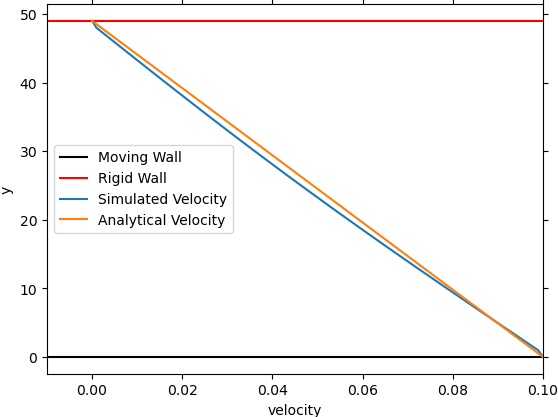 50
40
30
20
10
0
y
Moving Wall
Rigid Wall
Simulated Velocity
Analytical Velocity
0.00 0.02 0.04 0.06 0.08 0.10
velocity